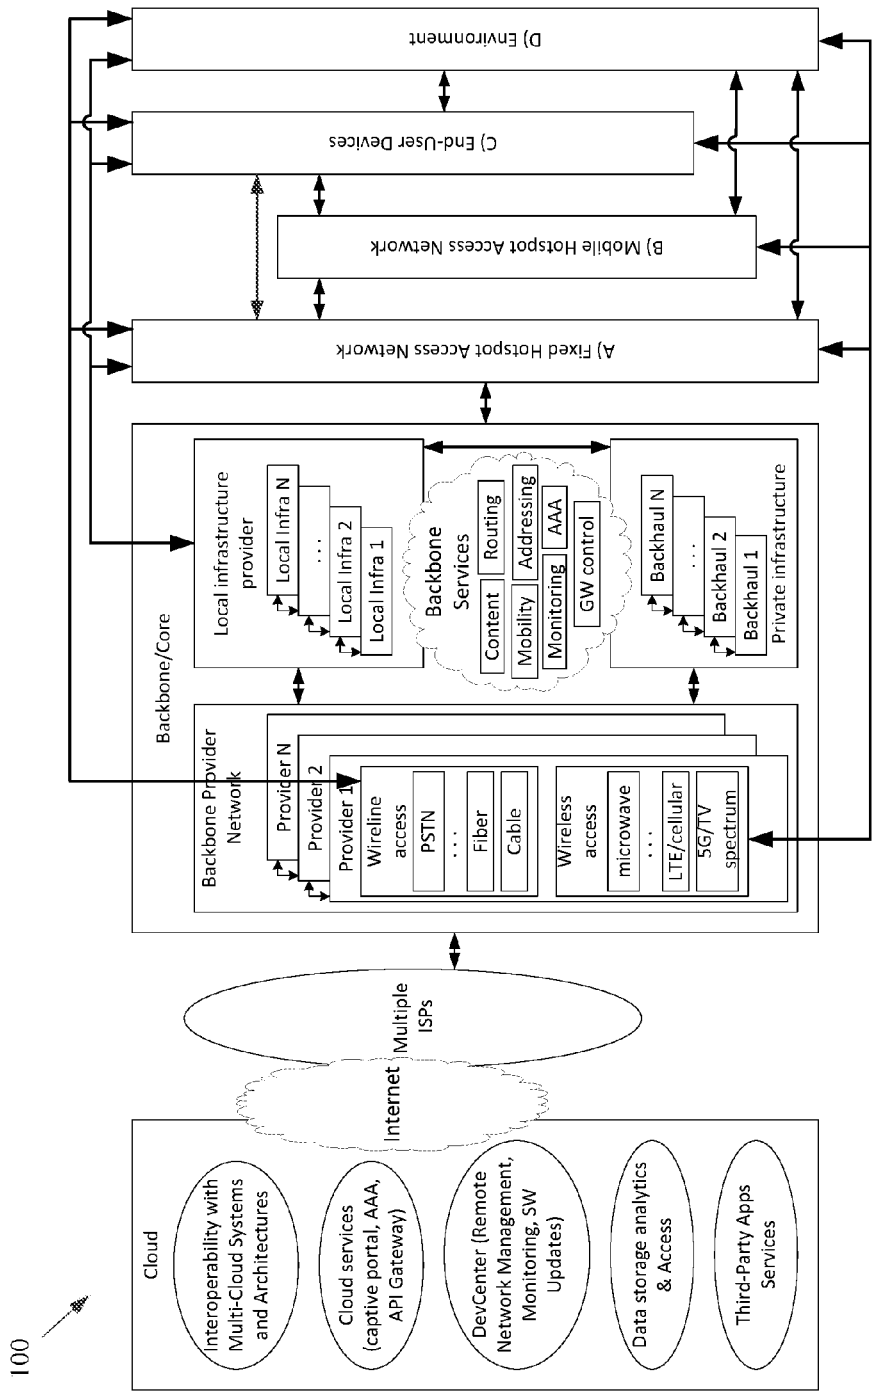 100
Cloud
Interoperability with
Multi-Cloud Systems
and Architectures
Cloud services
(captive portal, AAA,
API Gateway)
DevCenter (Remote
Network Management,
Monitoring, SW
Updates)
Data storage analytics
& Access
Third-Party Apps
Services
Internet
Multiple
ISPs
Backbone/Core
Backbone Provider
Network
Provider N
Provider 2
Provider 1
Wireline
access
PSTN
...
Fiber
Cable
Wireless
access
microwave
...
LTE/cellular
5G/TV
spectrum
Local infrastructure
provider
Local Infra N
...
Local Infra 2
Local Infra 1
Backbone
Services
Content
Routing
Mobility
Addressing
Monitoring
AAA
GW control
Backhaul N
...
Backhaul 2
Backhaul 1
Private infrastructure
A) Fixed Hotspot Access Network
B) Mobile Hotspot Access Network
C) End-User Devices
D) Environment